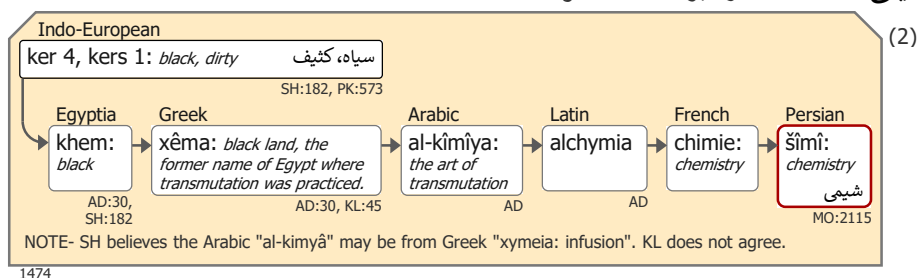 (2)
Indo-European
ker 4, kers 1: black, dirty سیاه، کثیف
SH:182, PK:573
Egyptia
khem:
black
AD:30,
SH:182
Greek
xêma: black land, the
former name of Egypt where
transmutation was practiced.
AD:30, KL:45
Arabic
al-kîmîya:
the art of
transmutation
AD
Latin
alchymia
AD
French
chimie:
chemistry
Persian
šîmî:
chemistry
شیمی
MO:2115
NOTE- SH believes the Arabic "al-kimyâ" may be from Greek "xymeia: infusion". KL does not agree.
1474